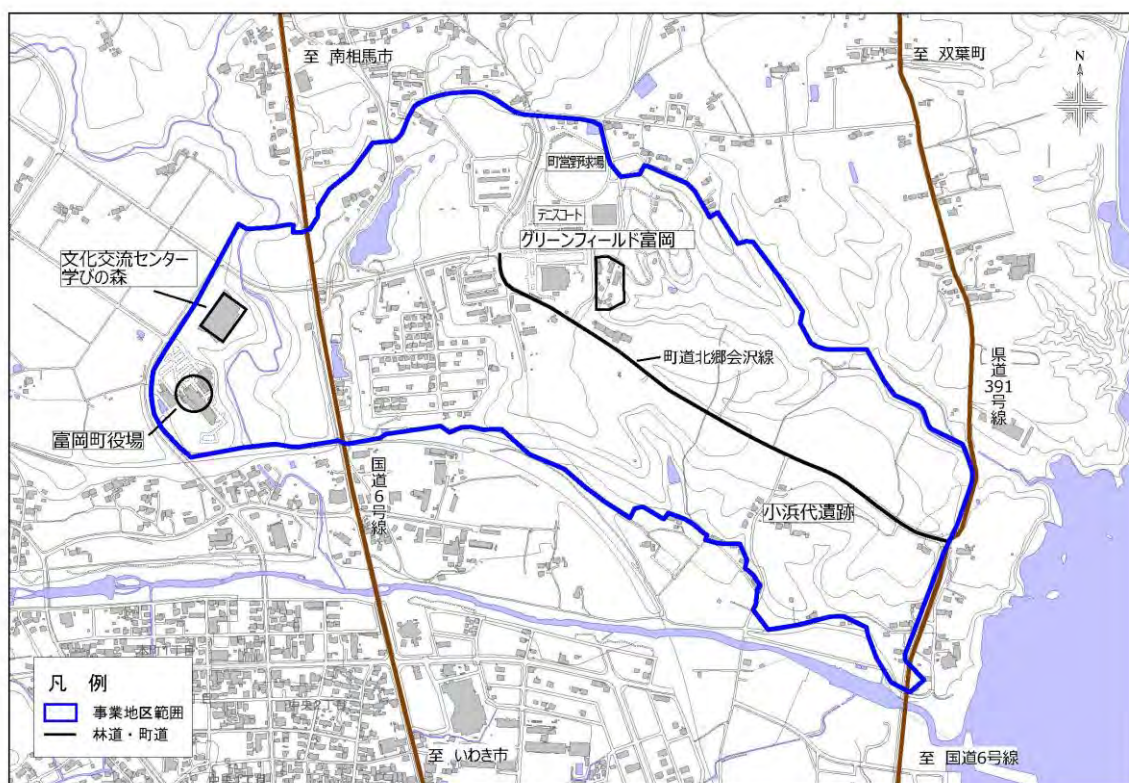 至 南相馬市
至 双葉町
N
町営野球場
テニスコート
グリーンフィールド富岡
文化交流センター
学びの森
町道北郷会沢線
県道
391
号線
富岡町役場
国道6号線
小浜代遺跡
凡 例
事業地区範囲
林道・町道
至 いわき市
至 国道6号線